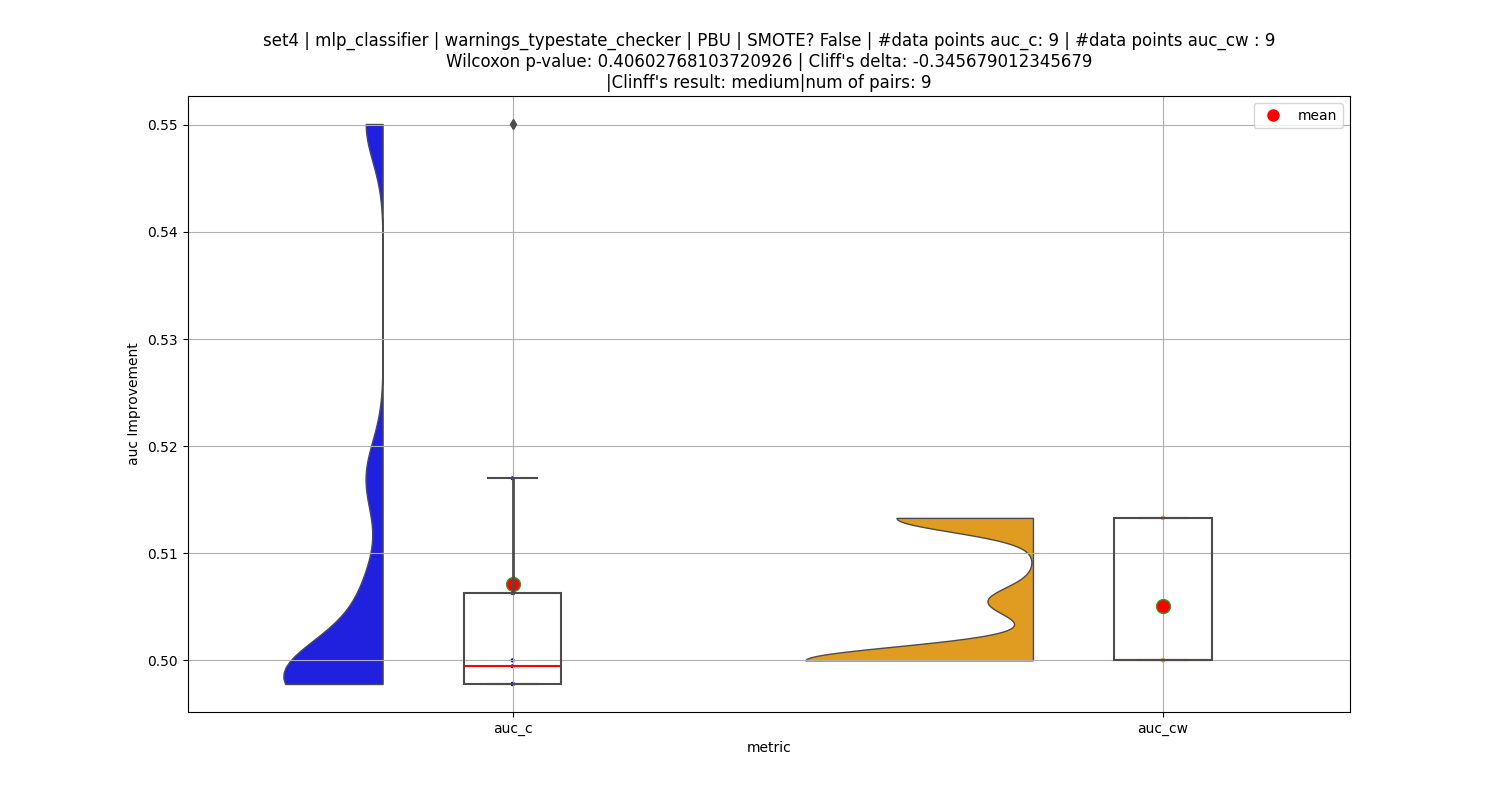 set4 | mlp_classifier | warnings_typestate_checker | PBU | SMOTE? False | #data points auc_c: 9 | #data points auc_cw : 9
Wilcoxon p-value: 0.40602768103720926 | Cliff's delta: -0.345679012345679
|Clinff's result: medium|num of pairs: 9
mean
0.55
0.54
0.53
0.52
0.51
0.50
auc Improvement
auc_c
auc_cw
metric